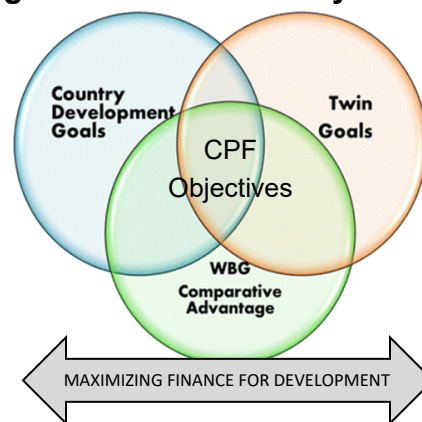 Country
Development
Goals
Twin
Goals
CPF
Objectives
WBG
Comparative
Advantage
MAXIMIZING FINANCE FOR DEVELOPMENT